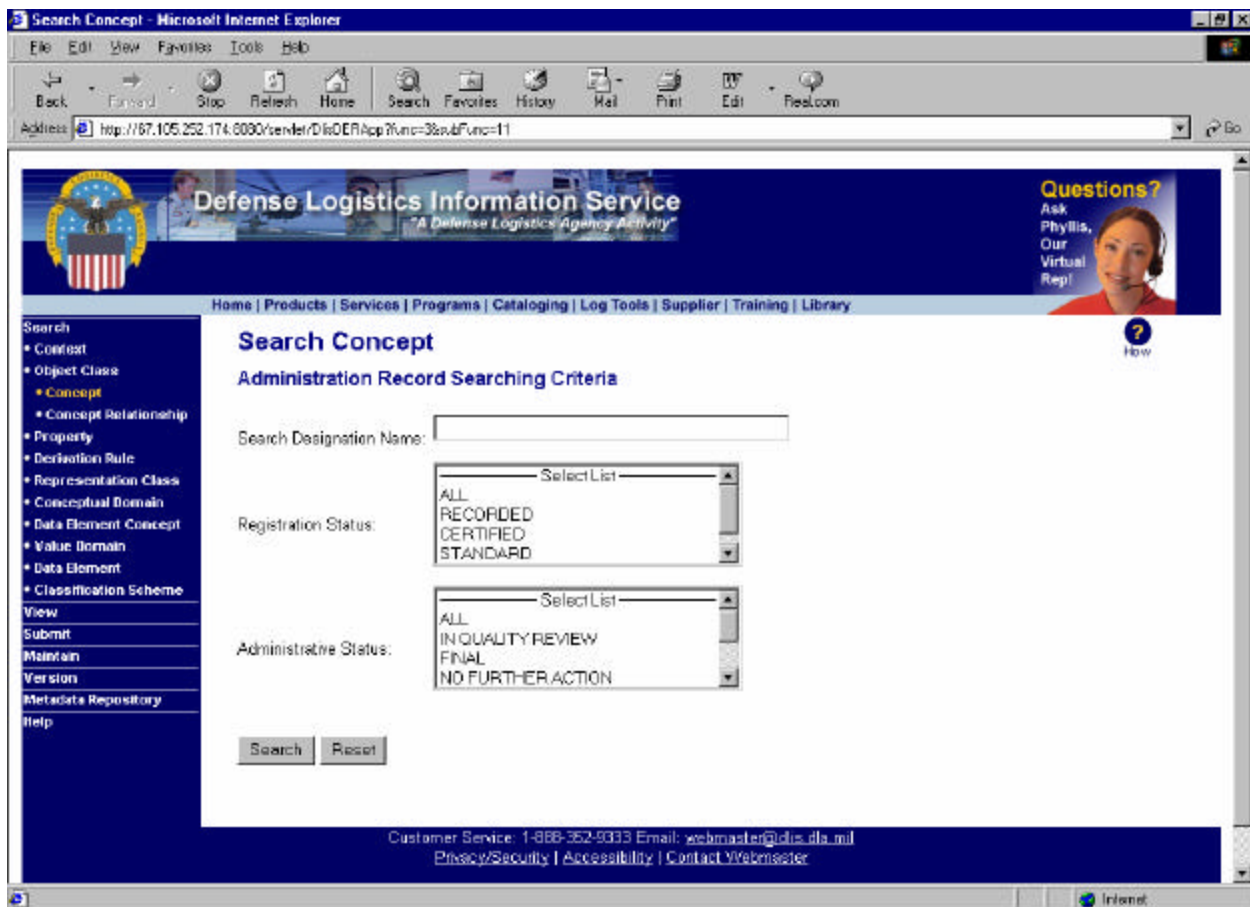 Search Concept - Microsoft Internet Explorer
File Edit View Favorites Tools Help
Back Forward Stop Refresh Home Search Favorites History Mail Print Edit Real.com
Address http://67.105.252.174:8080/servlet/DlisDERApp?func=3&subFunc=11 Go
Defense Logistics Information Service
"A Defense Logistics Agency Activity"
Questions?
Ask
Phyllis,
Our
Virtual
Rep!
Home | Products | Services | Programs | Cataloging | Log Tools | Supplier | Training | Library
Search
• Context
• Object Class
• Concept
• Concept Relationship
• Property
• Derivation Rule
• Representation Class
• Conceptual Domain
• Data Element Concept
• Value Domain
• Data Element
• Classification Scheme
View
Submit
Maintain
Version
Metadata Repository
Help
Search Concept
?
How
Administration Record Searching Criteria
Search Designation Name:
Registration Status:
Select List
ALL
RECORDED
CERTIFIED
STANDARD
Administrative Status:
Select List
ALL
IN QUALITY REVIEW
FINAL
NO FURTHER ACTION
Search Reset
Customer Service: 1-888-352-9333 Email: webmaster@dlis.dla.mil
Privacy/Security | Accessibility | Contact Webmaster
Internet